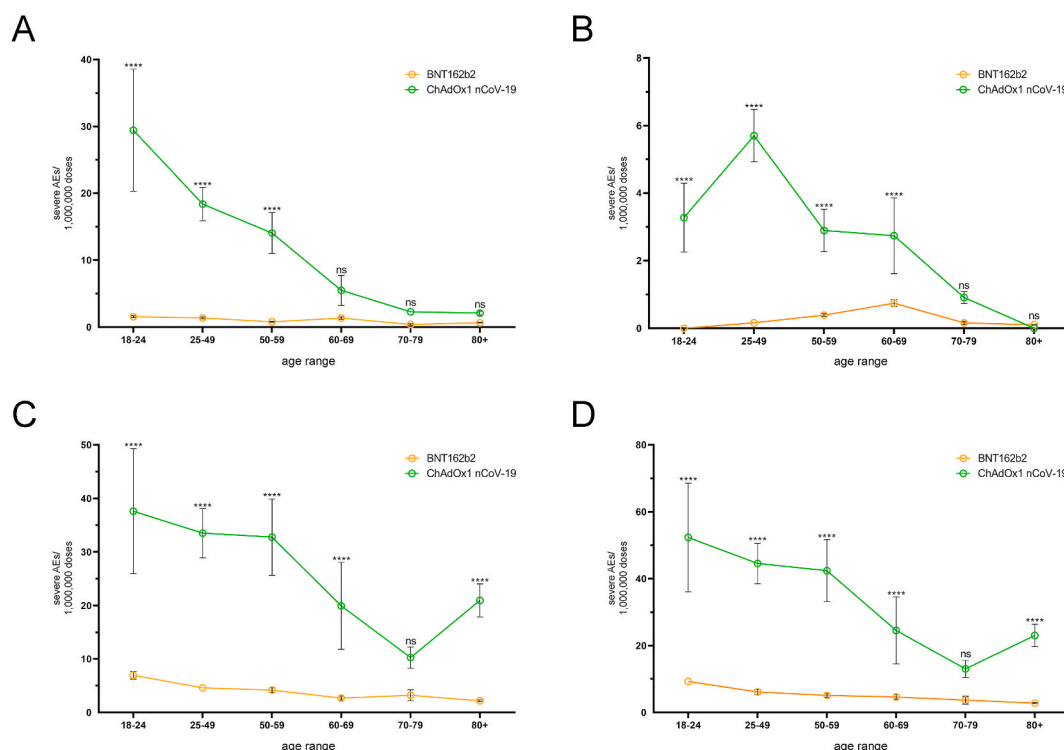 A
severe AEs/
1,000,000 doses
40
30
20
10
0
****
****
****
ns
ns
ns
BNT162b2
ChAdOx1 nCoV-19
18-24
25-49
50-59
60-69
70-79
80+
age range
B
severe AEs/
1,000,000 doses
8
6
4
2
0
****
****
****
****
ns
ns
BNT162b2
ChAdOx1 nCoV-19
18-24
25-49
50-59
60-69
70-79
80+
age range
C
severe AEs/
1,000,000 doses
50
40
30
20
10
0
****
****
****
****
ns
****
BNT162b2
ChAdOx1 nCoV-19
18-24
25-49
50-59
60-69
70-79
80+
age range
D
severe AEs/
1,000,000 doses
80
60
40
20
0
****
****
****
****
ns
****
BNT162b2
ChAdOx1 nCoV-19
18-24
25-49
50-59
60-69
70-79
80+
age range